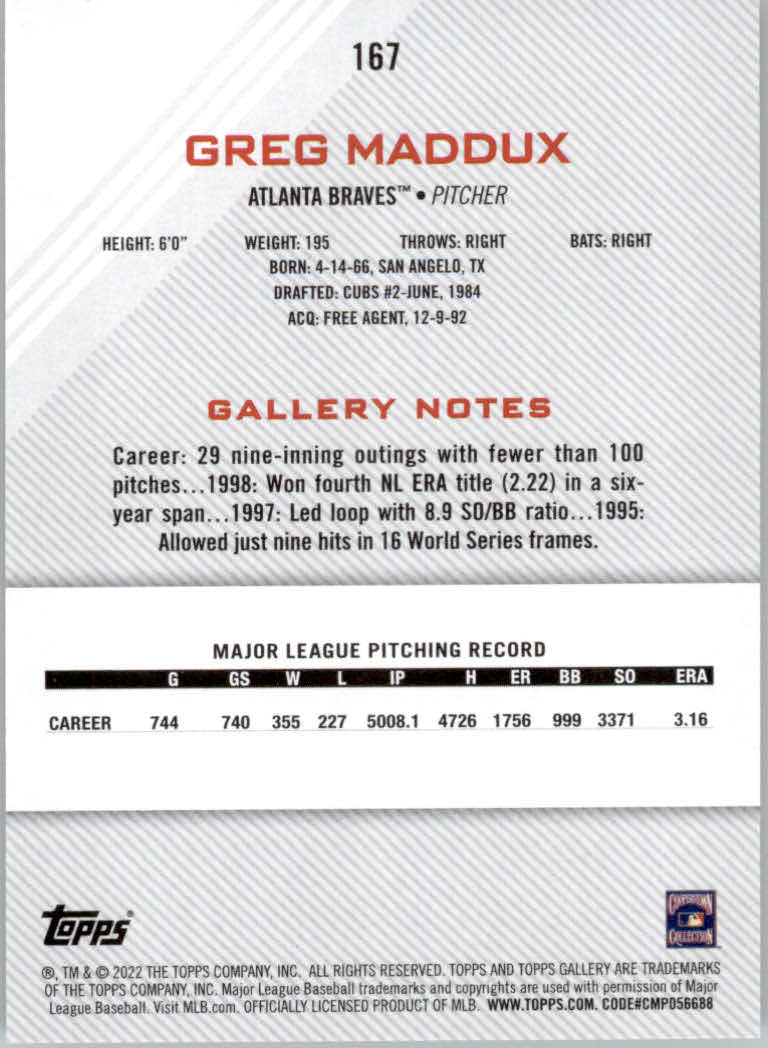 167
GREG MADDUX
ATLANTA BRAVES™ • PITCHER
HEIGHT: 6'0" WEIGHT: 195 THROWS: RIGHT BATS: RIGHT
BORN: 4-14-66, SAN ANGELO, TX
DRAFTED: CUBS #2-JUNE, 1984
ACQ: FREE AGENT, 12-9-92
GALLERY NOTES
Career: 29 nine-inning outings with fewer than 100
pitches...1998: Won fourth NL ERA title (2.22) in a six-
year span...1997: Led loop with 8.9 SO/BB ratio...1995:
Allowed just nine hits in 16 World Series frames.
MAJOR LEAGUE PITCHING RECORD
G GS W L IP H ER BB SO ERA
CAREER 744 740 355 227 5008.1 4726 1756 999 3371 3.16
topps®
COOPERSTOWN
COLLECTION
®, TM & © 2022 THE TOPPS COMPANY, INC. ALL RIGHTS RESERVED. TOPPS AND TOPPS GALLERY ARE TRADEMARKS
OF THE TOPPS COMPANY, INC. Major League Baseball trademarks and copyrights are used with permission of Major
League Baseball. Visit MLB.com. OFFICIALLY LICENSED PRODUCT OF MLB. WWW.TOPPS.COM. CODE#CMP056688